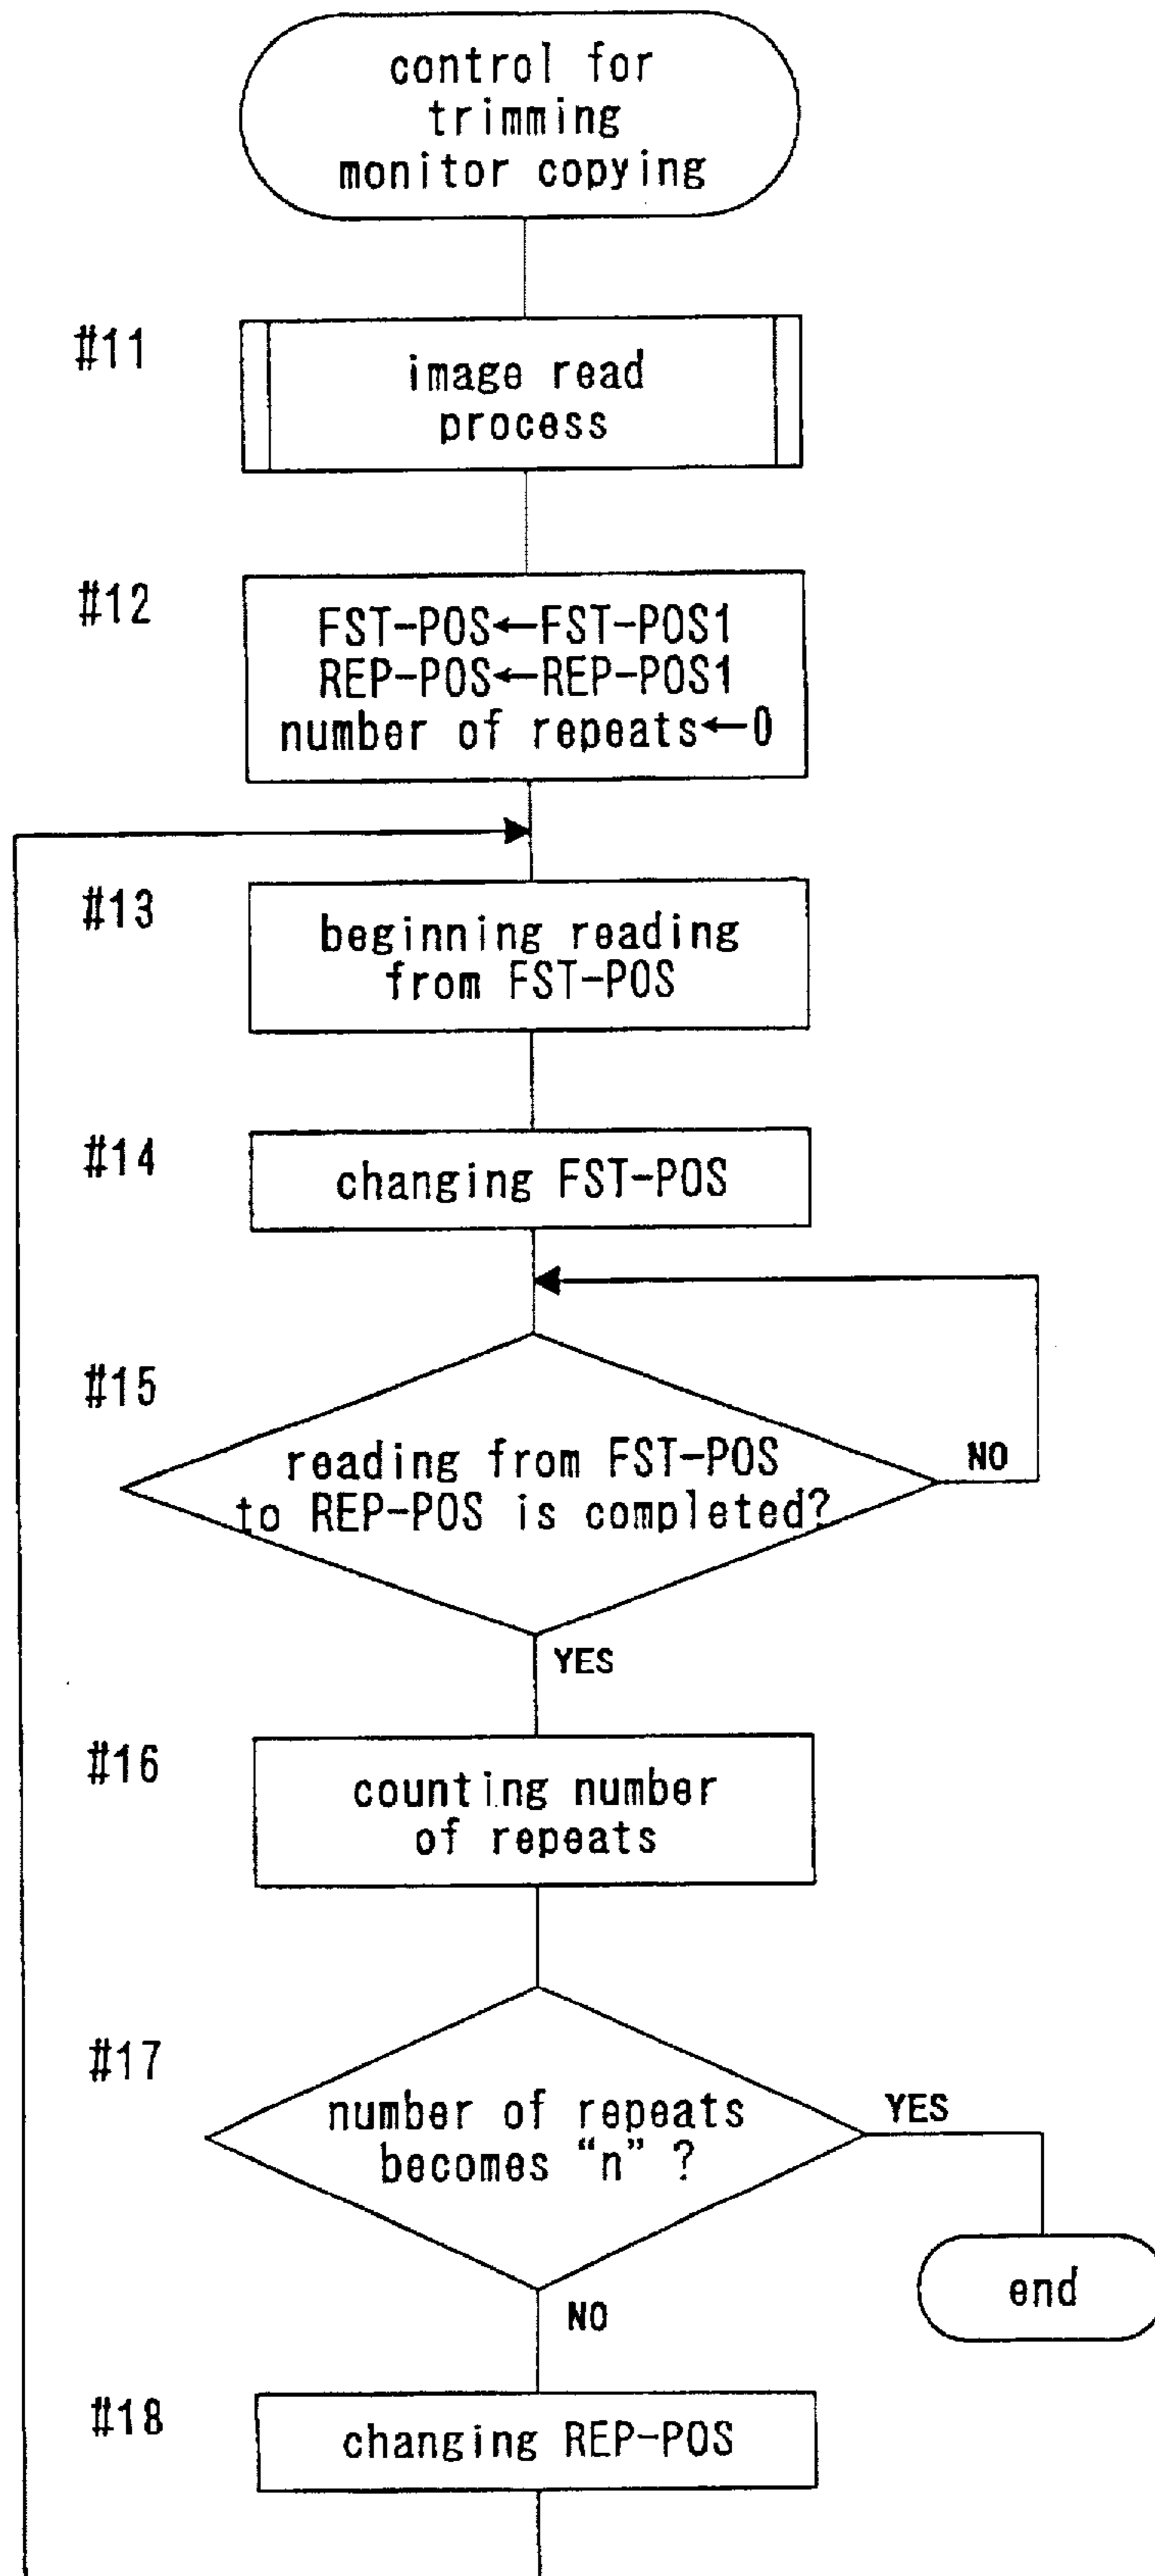 control for
trimming
monitor copying
#11
image read
process
#12
FST-POS←FST-POS1
REP-POS←REP-POS1
number of repeats←0
#13
beginning reading
from FST-POS
#14
changing FST-POS
#15
reading from FST-POS
to REP-POS is completed?
NO
YES
#16
counting number
of repeats
#17
number of repeats
becomes “n” ?
YES
end
NO
#18
changing REP-POS